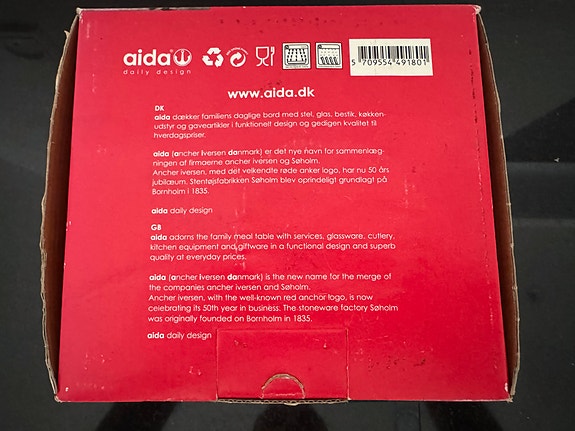 aida®
daily design
5 709554 491801
www.aida.dk
DK
aida dækker familiens daglige bord med stel, glas, bestik, køkken-
udstyr og gaveartikler i funktionelt design og gedigen kvalitet til
hverdagspriser.
aida (ancher iversen danmark) er det nye navn for sammenlæg-
ningen af firmaerne ancher iversen og Søholm.
Ancher iversen, med det velkendte røde anker logo, har nu 50 års
jubilæum. Stentøjsfabrikken Søholm blev oprindeligt grundlagt på
Bornholm i 1835.
aida daily design
GB
aida adorns the family meal table with services, glassware, cutlery,
kitchen equipment and giftware in a functional design and superb
quality at everyday prices.
aida (ancher iversen danmark) is the new name for the merge of
the companies ancher iversen and Søholm.
Ancher iversen, with the well-known red anchor logo, is now
celebrating its 50th year in business. The stoneware factory Søholm
was originally founded on Bornholm in 1835.
aida daily design